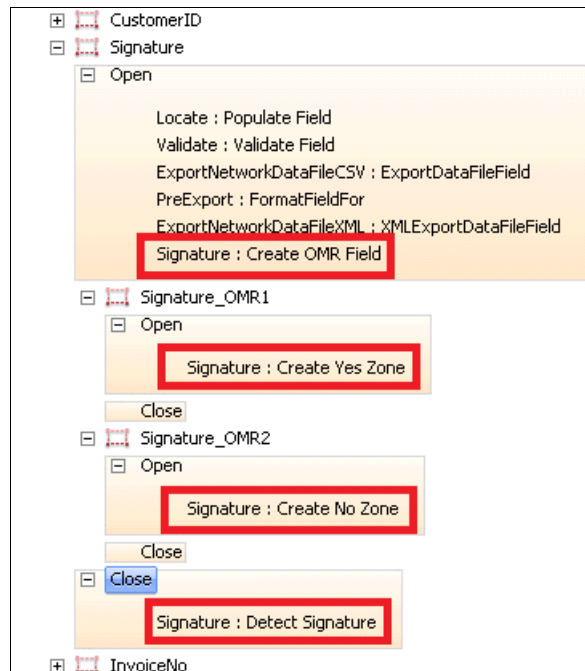 CustomerID
Signature
Open
Locate : Populate Field
Validate : Validate Field
ExportNetworkDataFileCSV : ExportDataFileField
PreExport : FormatFieldFor
ExportNetworkDataFileXML : XMLExportDataFileField
Signature : Create OMR Field
Signature_OMR1
Open
Signature : Create Yes Zone
Close
Signature_OMR2
Open
Signature : Create No Zone
Close
Close
Signature : Detect Signature
InvoiceNo